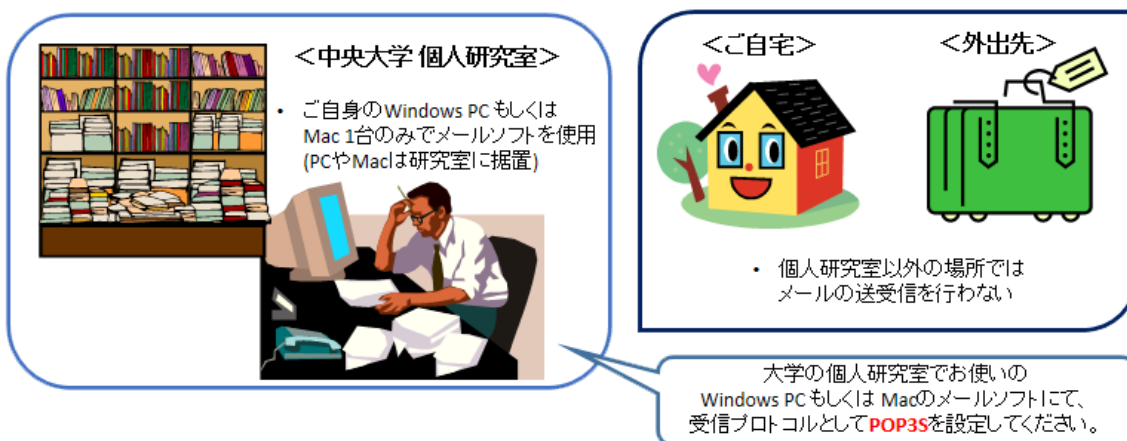 ＜中央大学 個人研究室＞
• ご自身のWindows PCもしくは
Mac 1台のみでメールソフトを使用
(PCやMacは研究室に据置)
＜ご自宅＞
＜外出先＞
• 個人研究室以外の場所では
メールの送受信を行わない
大学の個人研究室でお使いの
Windows PCもしくは Macのメールソフトにて、
受信プロトコルとしてPOP3Sを設定してください。